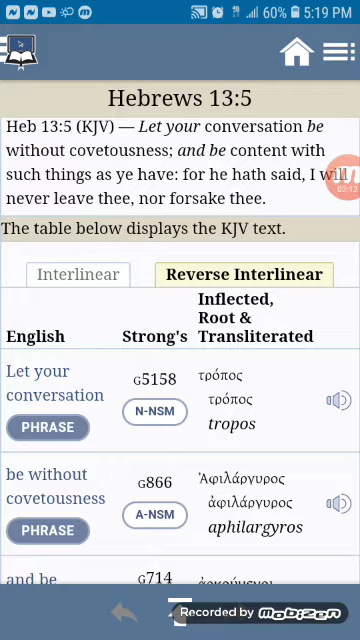 60% 5:19 PM
Hebrews 13:5
Heb 13:5 (KJV) — Let your conversation be
without covetousness; and be content with
such things as ye have: for he hath said, I will
never leave thee, nor forsake thee.
02:12
The table below displays the KJV text.
Interlinear
Reverse Interlinear
English
Strong's
Inflected,
Root &
Transliterated
Let your
conversation
PHRASE
G5158
N-NSM
τρόπος
τρόπος
tropos
be without
covetousness
PHRASE
G866
A-NSM
Ἀφιλάργυρος
ἀφιλάργυρος
aphilargyros
and be
G714
ἀρκούμενοι
Recorded by mobizen